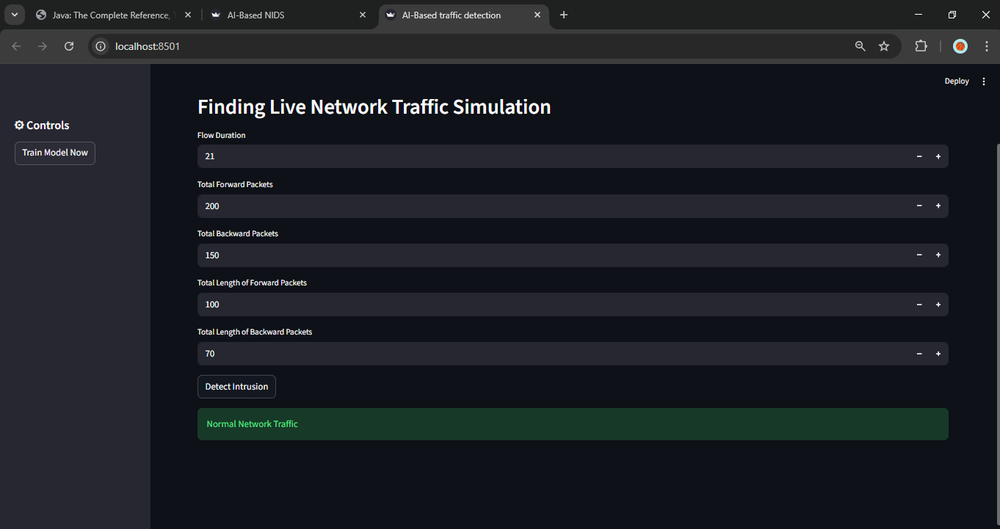 Java: The Complete Reference,
AI-Based NIDS
AI-Based traffic detection
localhost:8501
Deploy
Controls
Train Model Now
Finding Live Network Traffic Simulation
Flow Duration
21
Total Forward Packets
200
Total Backward Packets
150
Total Length of Forward Packets
100
Total Length of Backward Packets
70
Detect Intrusion
Normal Network Traffic